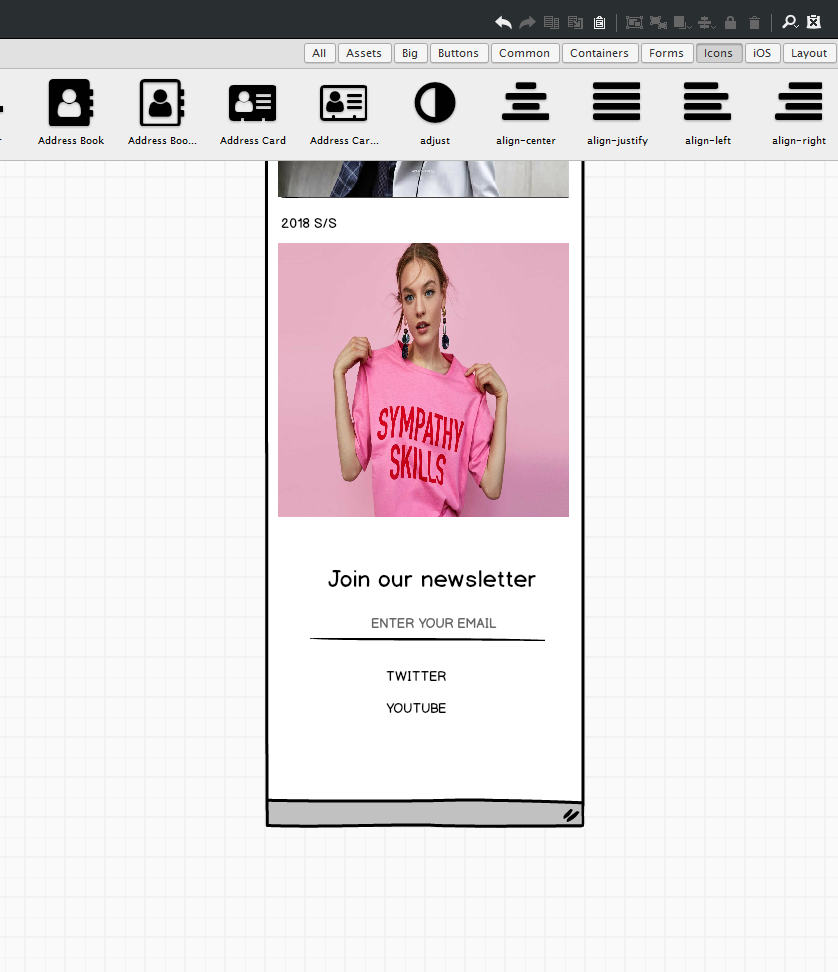 All Assets Big Buttons Common Containers Forms Icons iOS Layout
Address Book Address Boo... Address Card Address Car... adjust align-center align-justify align-left align-right
2018 S/S
SYMPATHY
SKILLS
Join our newsletter
ENTER YOUR EMAIL
TWITTER
YOUTUBE